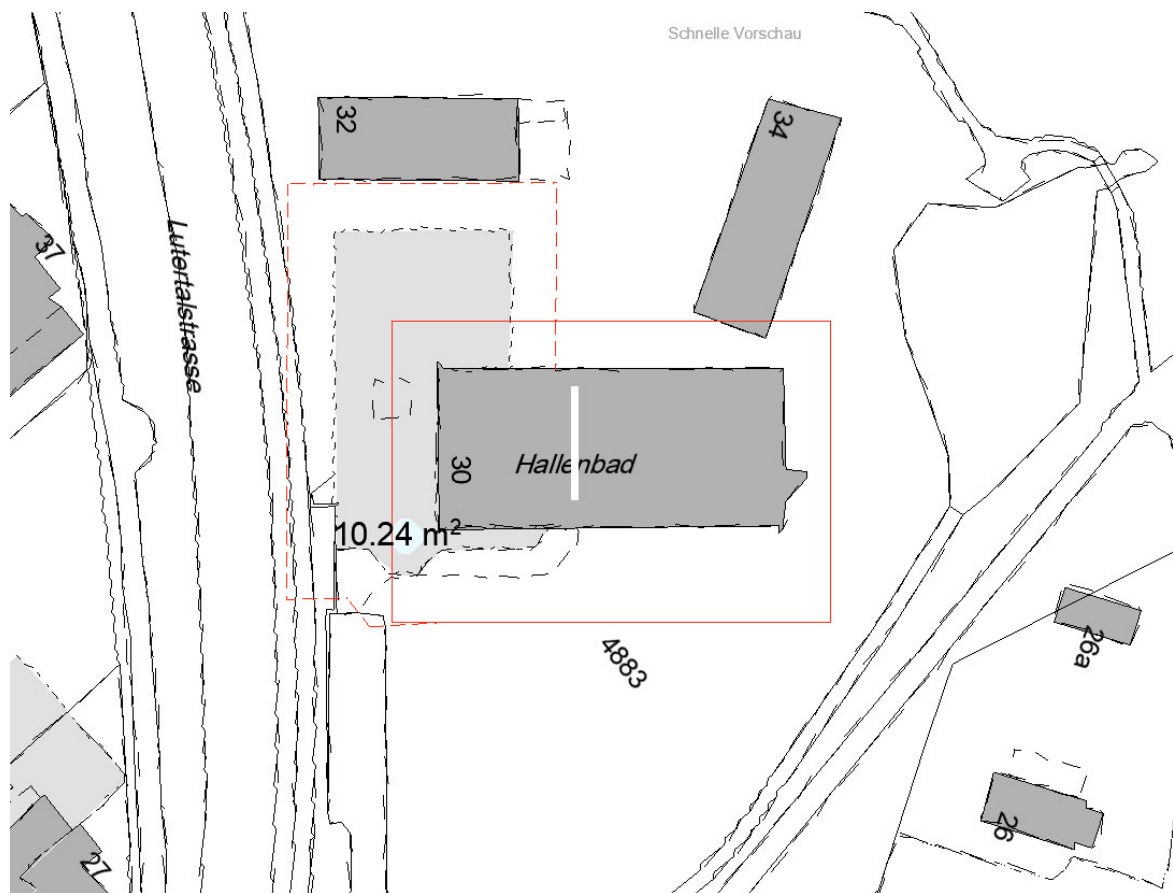 Schnelle Vorschau
32
34
37
Lutertalstrasse
30
Hallenbad
10.24 m²
4883
26a
26
27